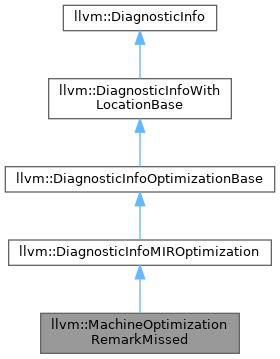 llvm::DiagnosticInfo
llvm::DiagnosticInfoWith
LocationBase
llvm::DiagnosticInfoOptimizationBase
llvm::DiagnosticInfoMIROptimization
llvm::MachineOptimization
RemarkMissed